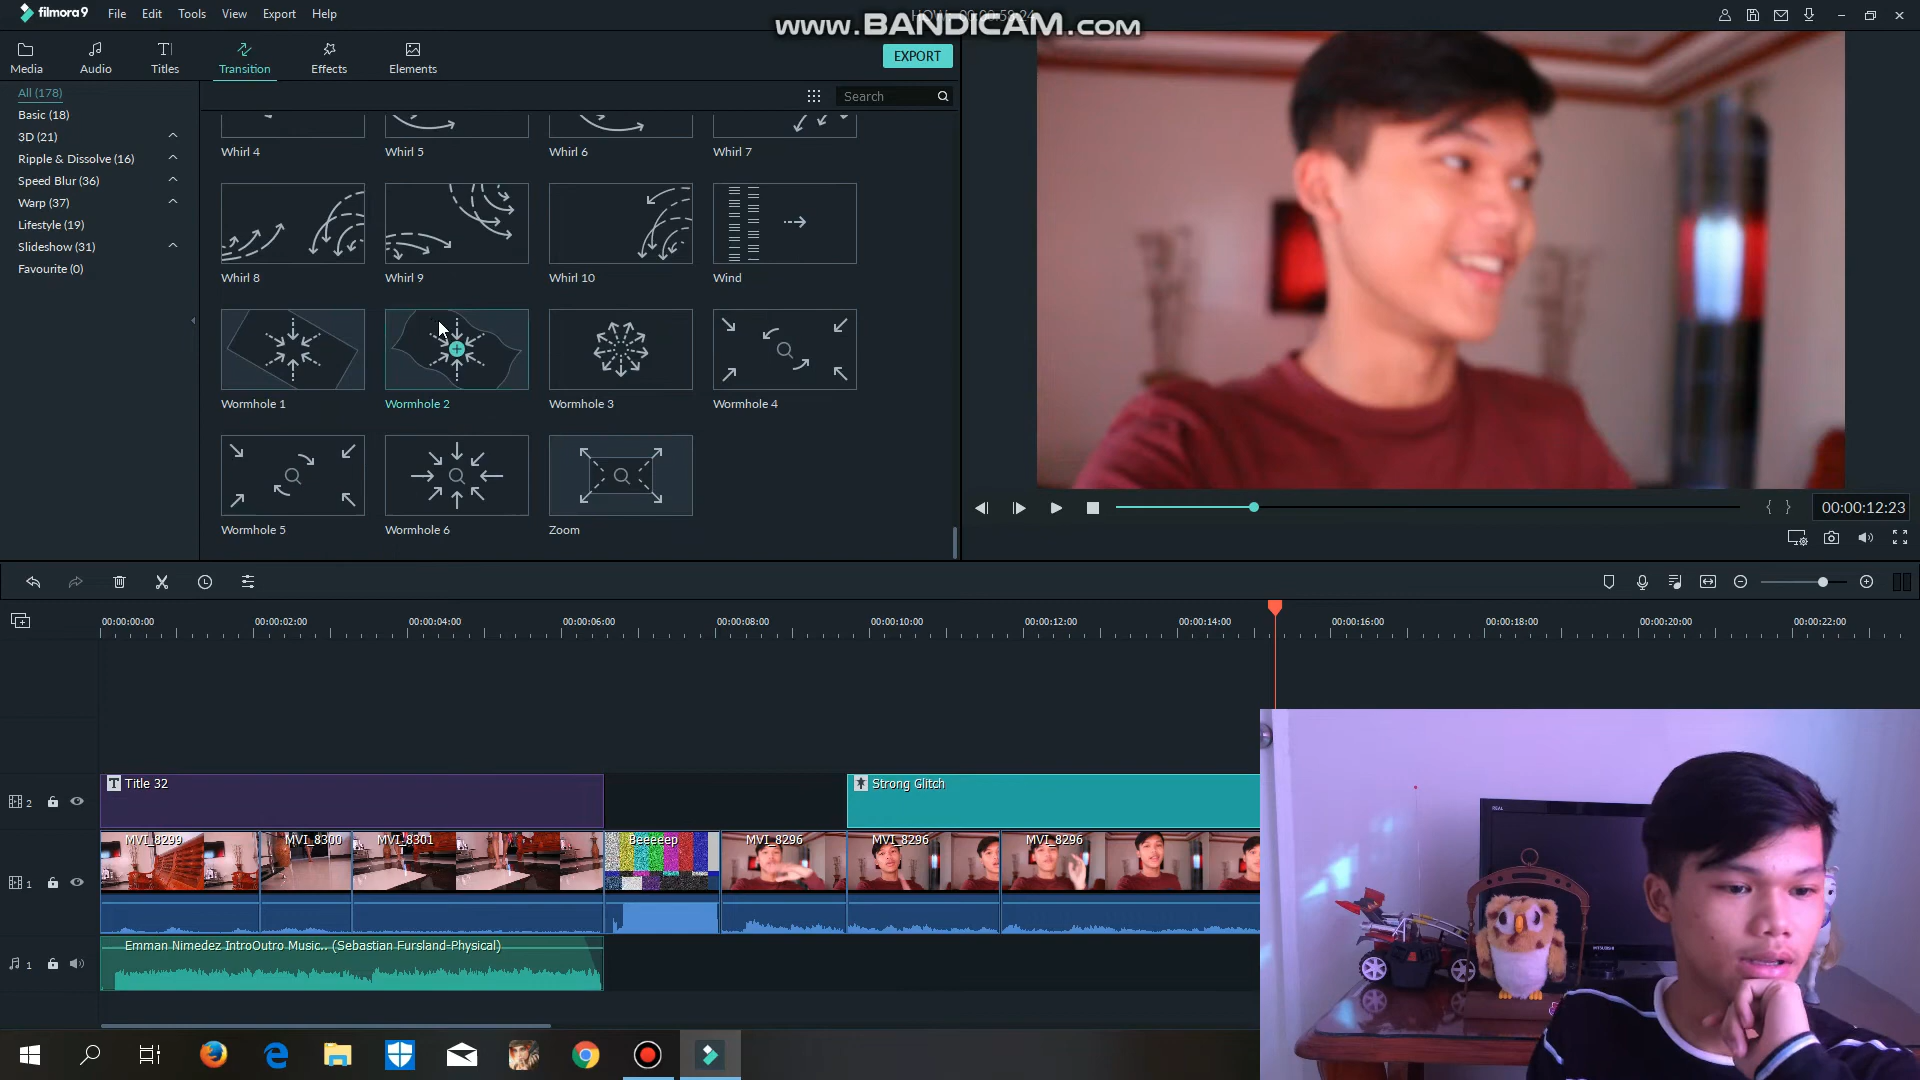 filmora9
File Edit Tools View Export Help
www.BANDICAM.com
Media Audio Titles Transition Effects Elements
EXPORT
All (178)
Basic (18)
3D (21)
Ripple & Dissolve (16)
Speed Blur (36)
Warp (37)
Lifestyle (19)
Slideshow (31)
Favourite (0)
Search
Whirl 4 Whirl 5 Whirl 6 Whirl 7
Whirl 8 Whirl 9 Whirl 10 Wind
Wormhole 1 Wormhole 2 Wormhole 3 Wormhole 4
Wormhole 5 Wormhole 6 Zoom
00:00:12:23
00:00:00:00 00:00:02:00 00:00:04:00 00:00:06:00 00:00:08:00 00:00:10:00 00:00:12:00 00:00:14:00 00:00:16:00 00:00:18:00 00:00:20:00 00:00:22:00
2
T Title 32
Strong Glitch
1
MVI_8299 MVI_8300 MVI_8301 Beeeeep MVI_8296 MVI_8296 MVI_8296
1
Emman Nimedez IntroOutro Music.. (Sebastian Fursland-Physical)